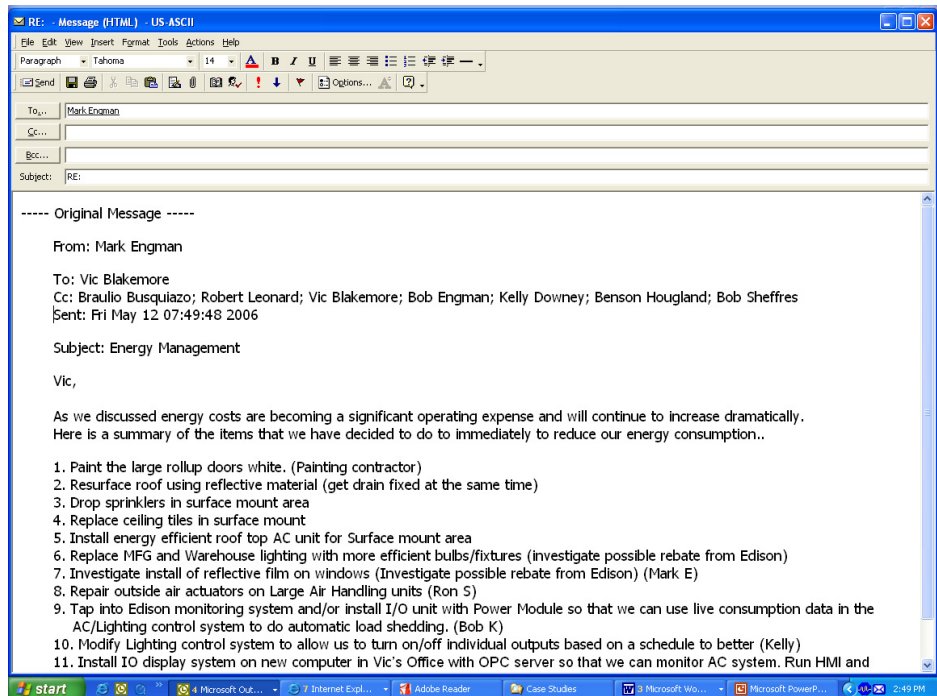 RE: - Message (HTML) - US-ASCII
File Edit View Insert Format Tools Actions Help
Paragraph Tahoma 14 A B I U
Send Options... 
To... Mark Engman
Cc...
Bcc...
Subject: RE:
----- Original Message -----
From: Mark Engman
To: Vic Blakemore
Cc: Braulio Busquiazo; Robert Leonard; Vic Blakemore; Bob Engman; Kelly Downey; Benson Hougland; Bob Sheffres
Sent: Fri May 12 07:49:48 2006
Subject: Energy Management
Vic,
As we discussed energy costs are becoming a significant operating expense and will continue to increase dramatically.
Here is a summary of the items that we have decided to do to immediately to reduce our energy consumption..
1. Paint the large rollup doors white. (Painting contractor)
2. Resurface roof using reflective material (get drain fixed at the same time)
3. Drop sprinklers in surface mount area
4. Replace ceiling tiles in surface mount
5. Install energy efficient roof top AC unit for Surface mount area
6. Replace MFG and Warehouse lighting with more efficient bulbs/fixtures (investigate possible rebate from Edison)
7. Investigate install of reflective film on windows (Investigate possible rebate from Edison) (Mark E)
8. Repair outside air actuators on Large Air Handling units (Ron S)
9. Tap into Edison monitoring system and/or install I/O unit with Power Module so that we can use live consumption data in the
AC/Lighting control system to do automatic load shedding. (Bob K)
10. Modify Lighting control system to allow us to turn on/off individual outputs based on a schedule to better (Kelly)
11. Install IO display system on new computer in Vic's Office with OPC server so that we can monitor AC system. Run HMI and
start 4 Microsoft Out... 7 Internet Expl... Adobe Reader Case Studies 3 Microsoft Wo... Microsoft PowerP... 2:49 PM